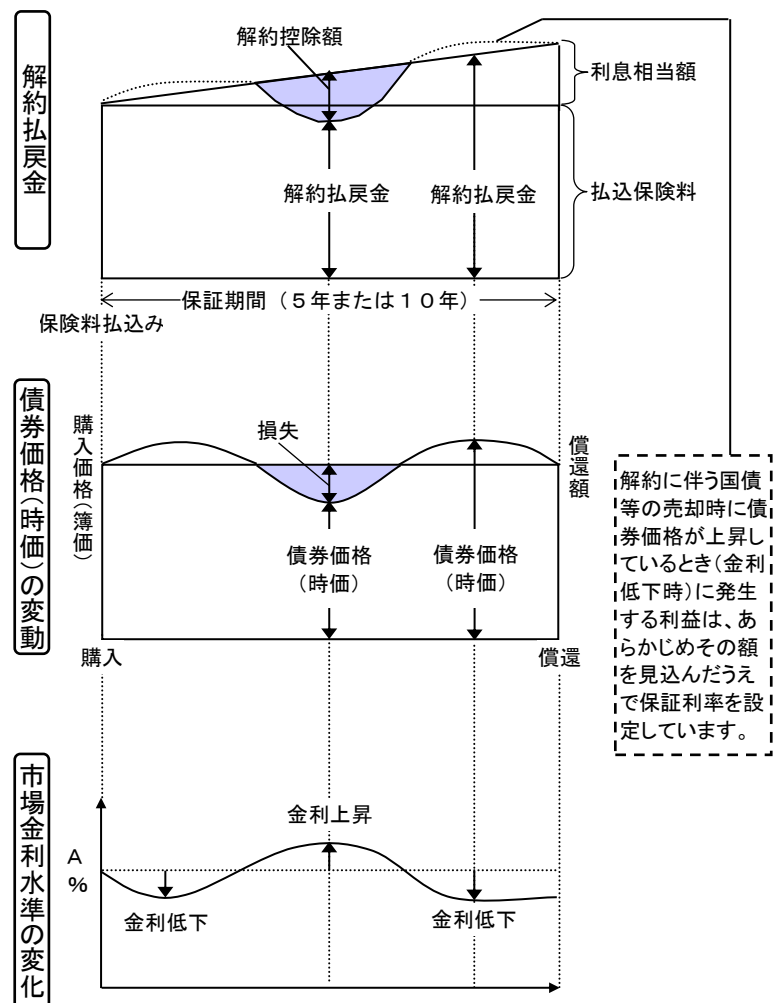 解約払戻金
解約控除額
利息相当額
解約払戻金
解約払戻金
払込保険料
保証期間（5年または10年）
保険料払込み
債券価格(時価)の変動
購入価格(簿価)
損失
償還額
債券価格
(時価)
債券価格
(時価)
購入
償還
解約に伴う国債
等の売却時に債
券価格が上昇し
ているとき(金利
低下時)に発生
する利益は、あ
らかじめその額
を見込んだうえ
で保証利率を設
定しています。
市場金利水準の変化
A
%
金利上昇
金利低下
金利低下